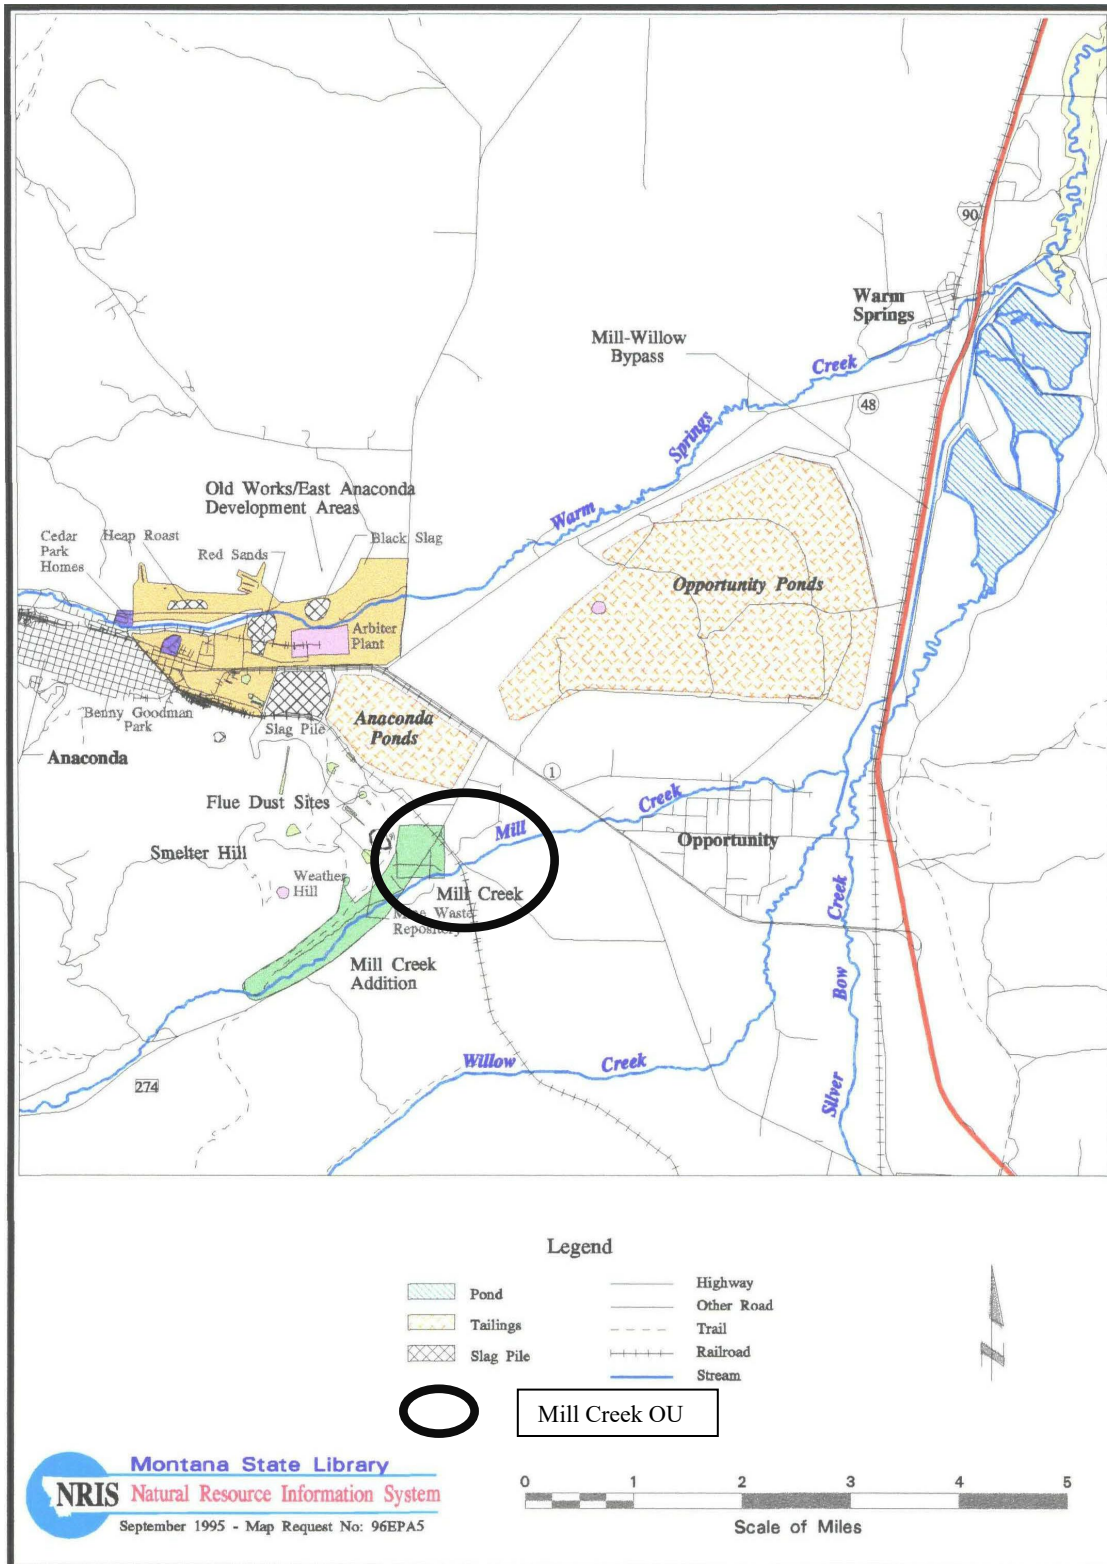 90
Warm
Springs
Mill-Willow
Bypass
Creek
48
Springs
Warm
Old Works/East Anaconda
Development Areas
Cedar
Park
Homes
Heap Roast
Red Sands
Black Slag
Opportunity Ponds
Arbiter
Plant
Benny Goodman
Park
Slag Pile
Anaconda
Ponds
Anaconda
1
Flue Dust Sites
Creek
Mill
Opportunity
Smelter Hill
Weather
Hill
Mill Creek
Mine Waste
Repository
Creek
Mill Creek
Addition
Bow
Willow
Creek
Silver
274
Legend
Pond
Tailings
Slag Pile
Highway
Other Road
Trail
Railroad
Stream
N
Mill Creek OU
Montana State Library
NRIS Natural Resource Information System
September 1995 - Map Request No: 96EPA5
0 1 2 3 4 5
Scale of Miles